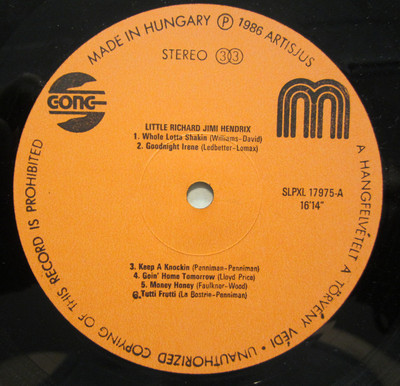 MADE IN HUNGARY Ⓟ 1986 ARTISJUS
STEREO 33
GONG
m
LITTLE RICHARD JIMI HENDRIX
1. Whole Lotta Shakin (Williams-David)
2. Goodnight Irene (Ledbetter-Lomax)
SLPXL 17975-A
16'14"
3. Keep A Knockin (Penniman-Penniman)
4. Goin' Home Tomorrow (Lloyd Price)
5. Money Honey (Faulkner-Wood)
6. Tutti Frutti (La Bostrie-Penniman)
A HANGFELVÉTELT A TÖRVÉNY VÉDI • UNAUTHORIZED COPYING OF THIS RECORD IS PROHIBITED